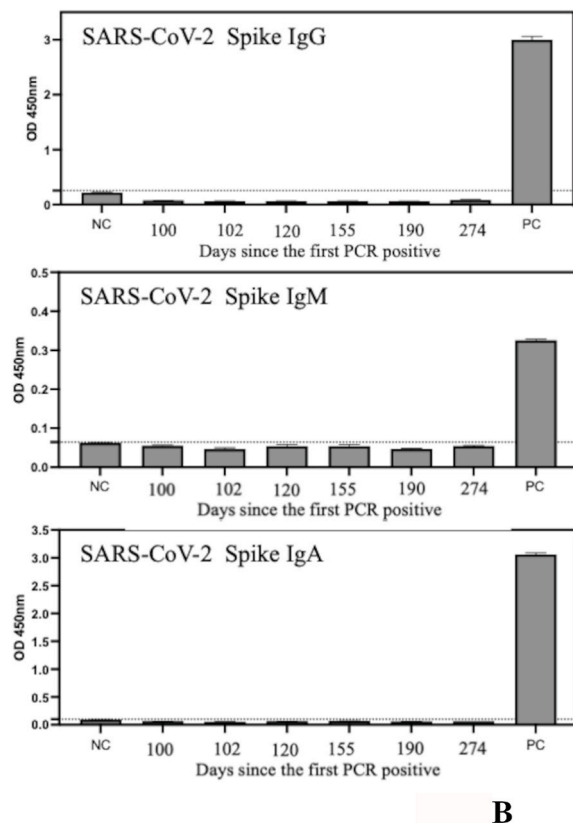 SARS-CoV-2 Spike IgG
OD 450nm
3
2
1
0
NC 100 102 120 155 190 274 PC
Days since the first PCR positive
SARS-CoV-2 Spike IgM
OD 450nm
0.5
0.4
0.3
0.2
0.1
0.0
NC 100 102 120 155 190 274 PC
Days since the first PCR positive
SARS-CoV-2 Spike IgA
OD 450nm
3.5
3.0
2.5
2.0
1.5
1.0
0.5
0.0
NC 100 102 120 155 190 274 PC
Days since the first PCR positive
B